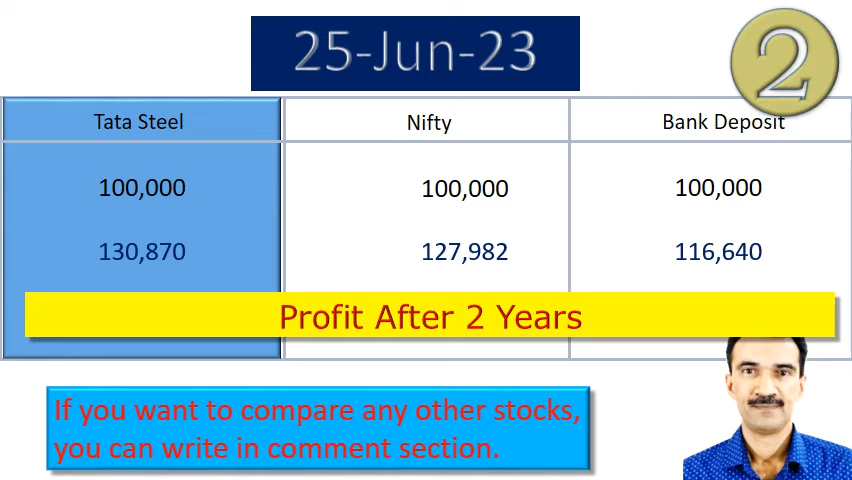 25-Jun-23
2
Tata Steel Nifty Bank Deposit
100,000 100,000 100,000
130,870 127,982 116,640
Profit After 2 Years
If you want to compare any other stocks,
you can write in comment section.